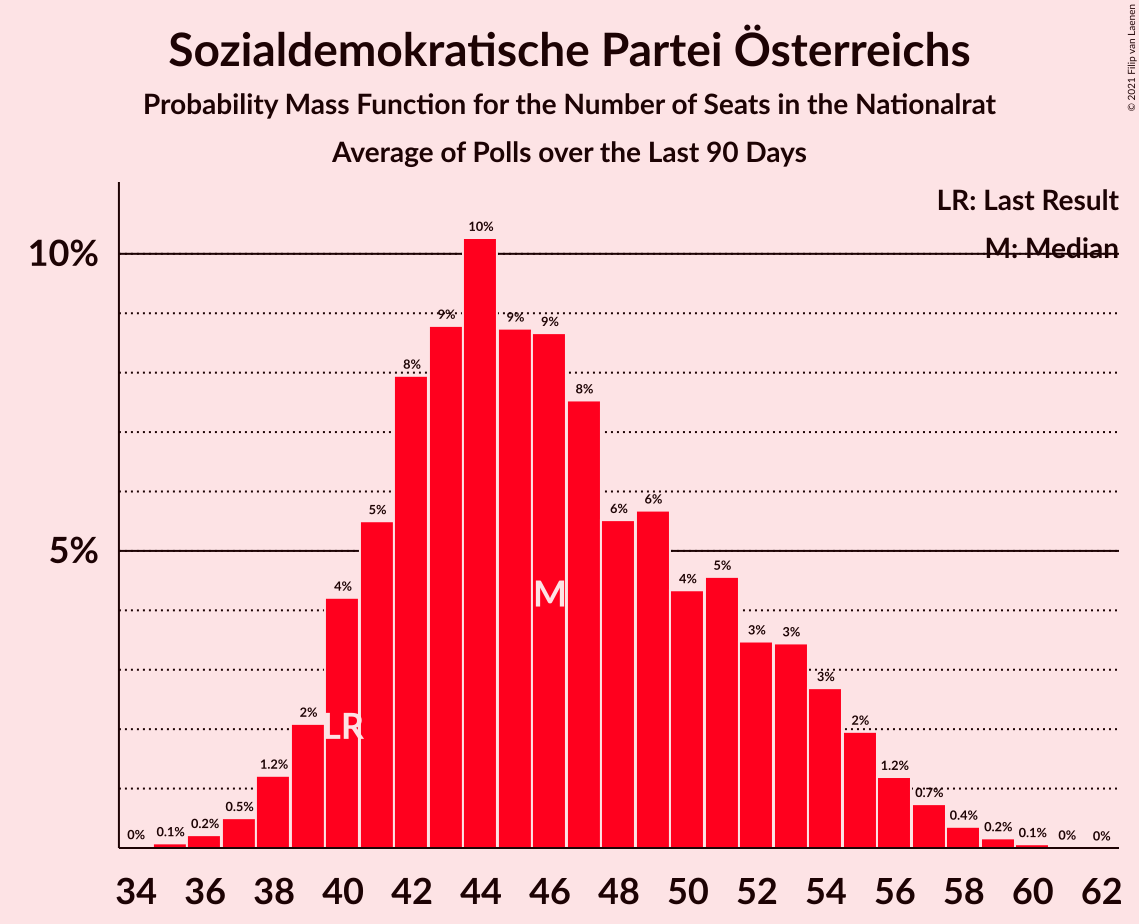 Sozialdemokratische Partei Österreichs
Probability Mass Function for the Number of Seats in the Nationalrat
Average of Polls over the Last 90 Days
© 2021 Filip van Laenen
LR: Last Result
M: Median
10%
5%
0% 0.1% 0.2% 0.5% 1.2% 2% 4% 5% 8% 9% 10% 9% 9% 8% 6% 6% 4% 5% 3% 3% 3% 2% 1.2% 0.7% 0.4% 0.2% 0.1% 0% 0%
LR
M
34 36 38 40 42 44 46 48 50 52 54 56 58 60 62